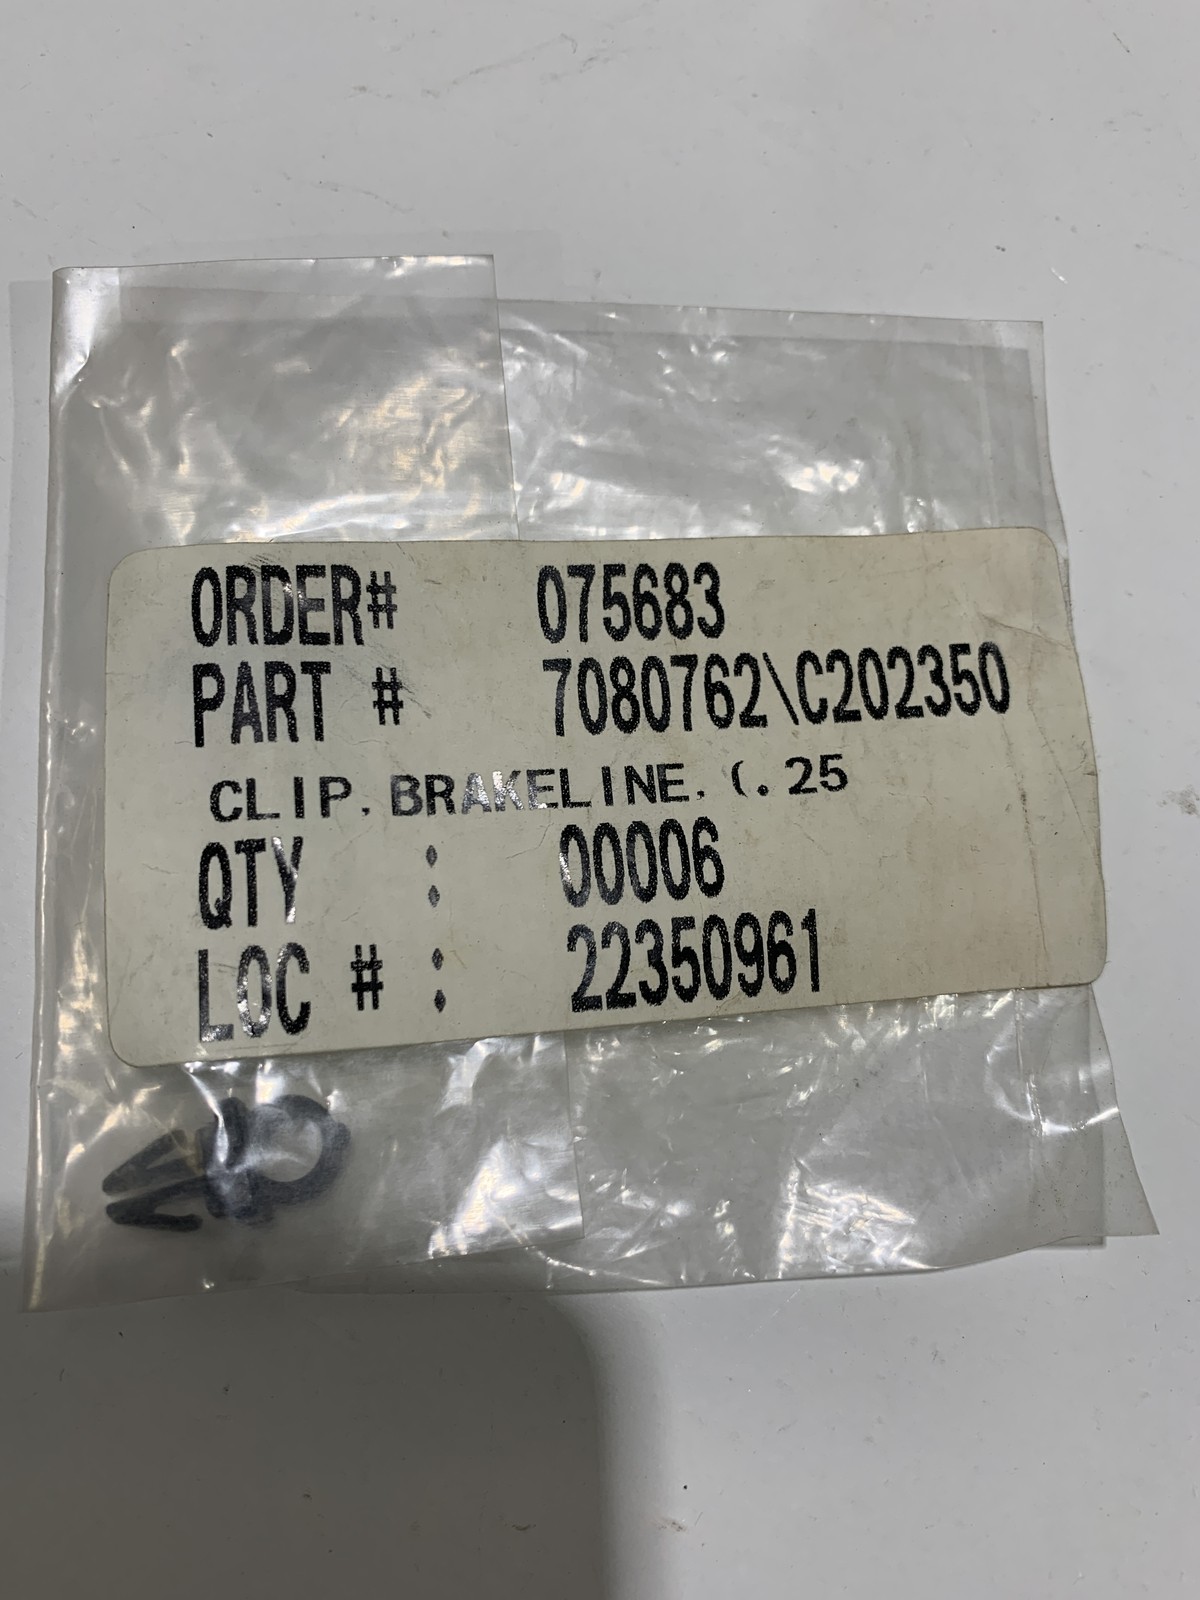 ORDER# 075683
PART # 7080762\C202350
CLIP, BRAKELINE, (.25
QTY : 00006
LOC # : 22350961